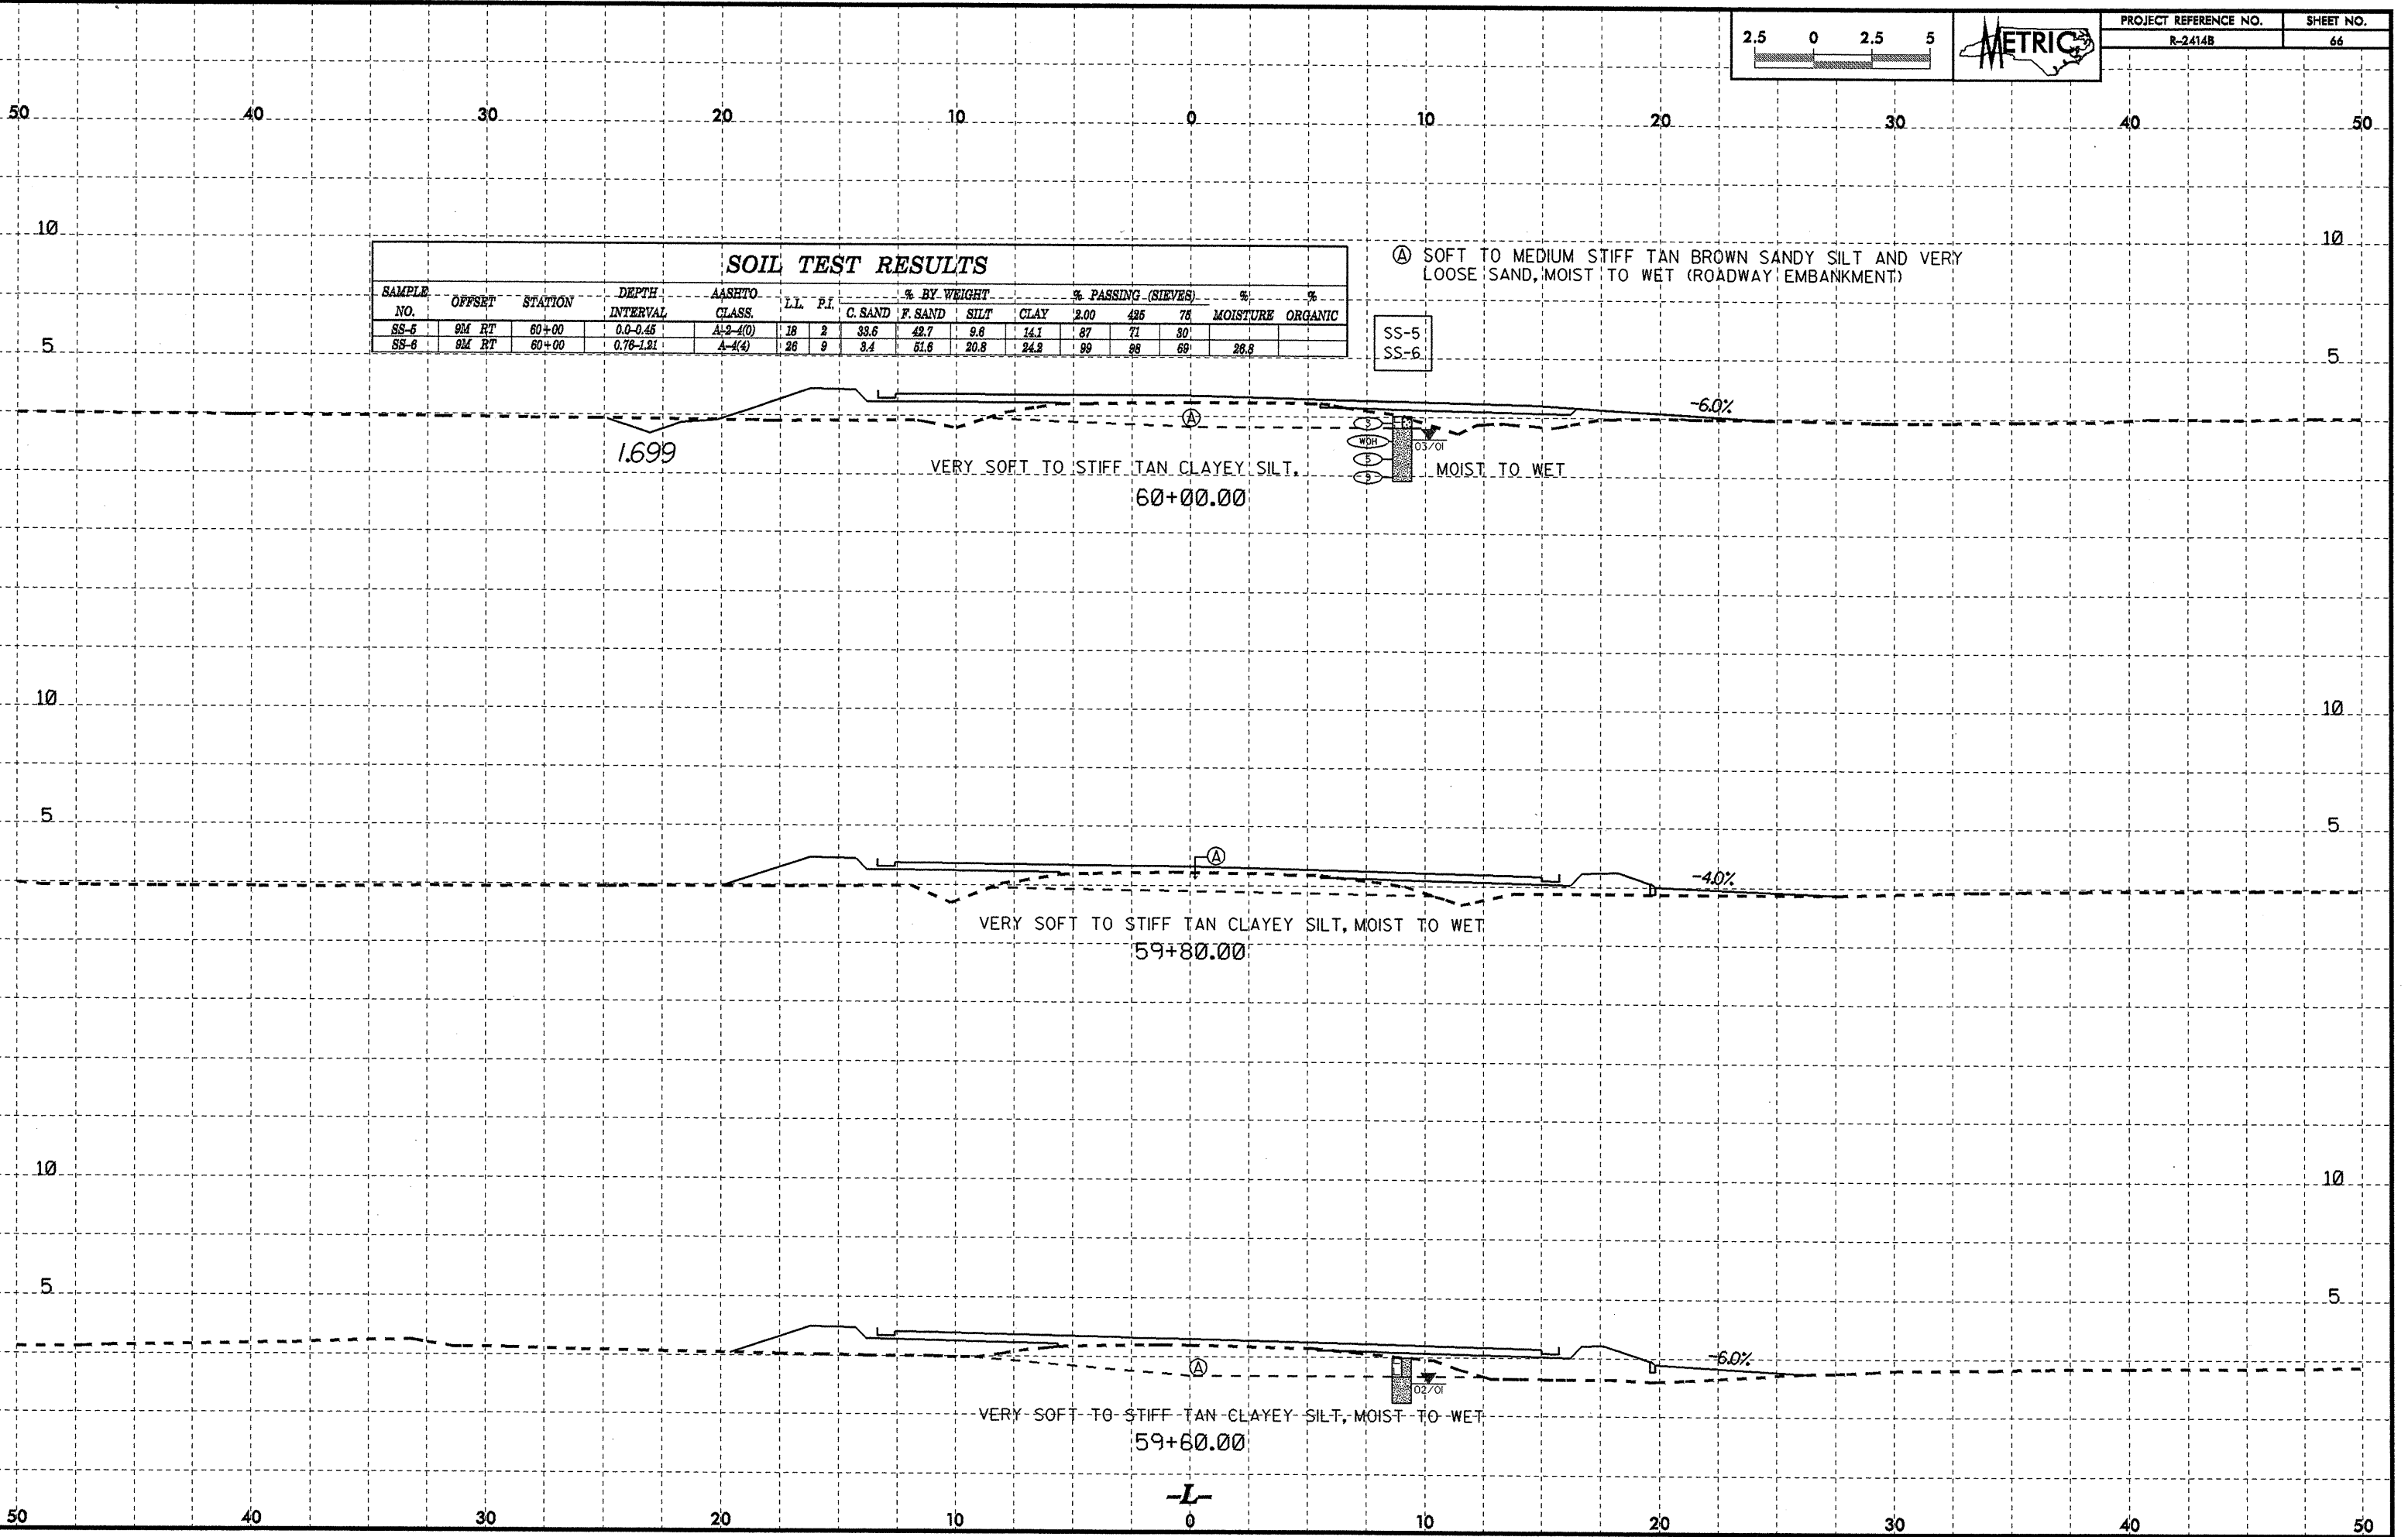 2.5 0 2.5 5
METRIC
PROJECT REFERENCE NO. SHEET NO.
R-2414B 66
50 40 30 20 10 0 10 20 30 40 50
10 10
SOIL TEST RESULTS
SAMPLE NO. OFFSET STATION DEPTH INTERVAL AASHTO CLASS. L.L. P.I. % BY WEIGHT % PASSING (SIEVES) % MOISTURE % ORGANIC
C. SAND F. SAND SILT CLAY 2.00 425 75
SS-5 9M RT 60+00 0.0-0.45 A-2-4(0) 18 2 33.6 42.7 9.6 14.1 87 71 30
SS-6 9M RT 60+00 0.76-1.21 A-4(4) 26 9 3.4 51.6 20.8 24.2 99 98 69 26.8
Ⓐ SOFT TO MEDIUM STIFF TAN BROWN SANDY SILT AND VERY
LOOSE SAND, MOIST TO WET (ROADWAY EMBANKMENT)
SS-5
SS-6
5 5
-6.0%
A
3
WOH
5
9
03/01
1.699
VERY SOFT TO STIFF TAN CLAYEY SILT, MOIST TO WET
60+00.00
10 10
5 5
A
-4.0%
VERY SOFT TO STIFF TAN CLAYEY SILT, MOIST TO WET
59+80.00
10 10
5 5
A
-6.0%
02/01
VERY SOFT TO STIFF TAN CLAYEY SILT, MOIST TO WET
59+60.00
-L-
50 40 30 20 10 0 10 20 30 40 50